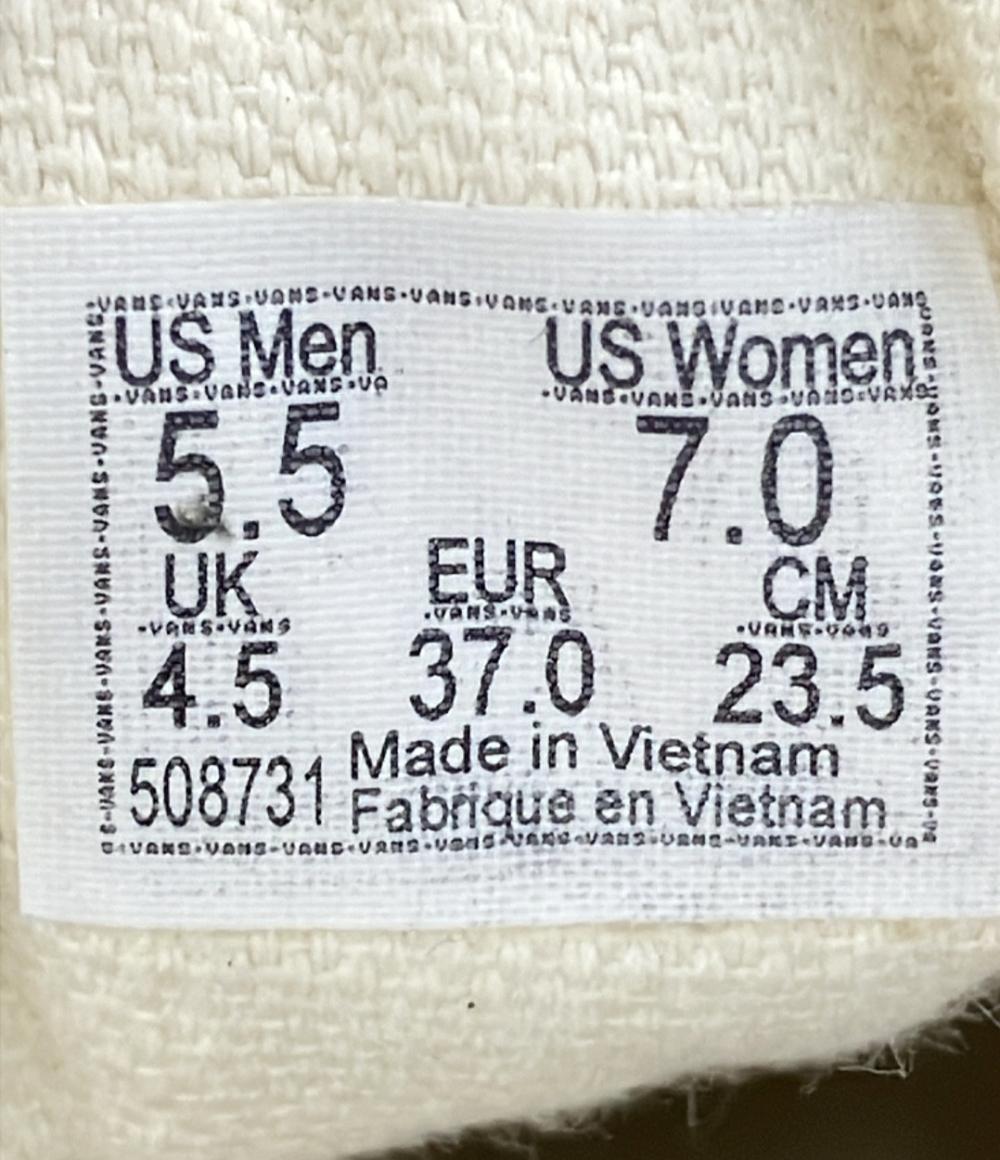 US Men US Women
5.5 7.0
UK EUR CM
4.5 37.0 23.5
508731 Made in Vietnam
Fabrique en Vietnam